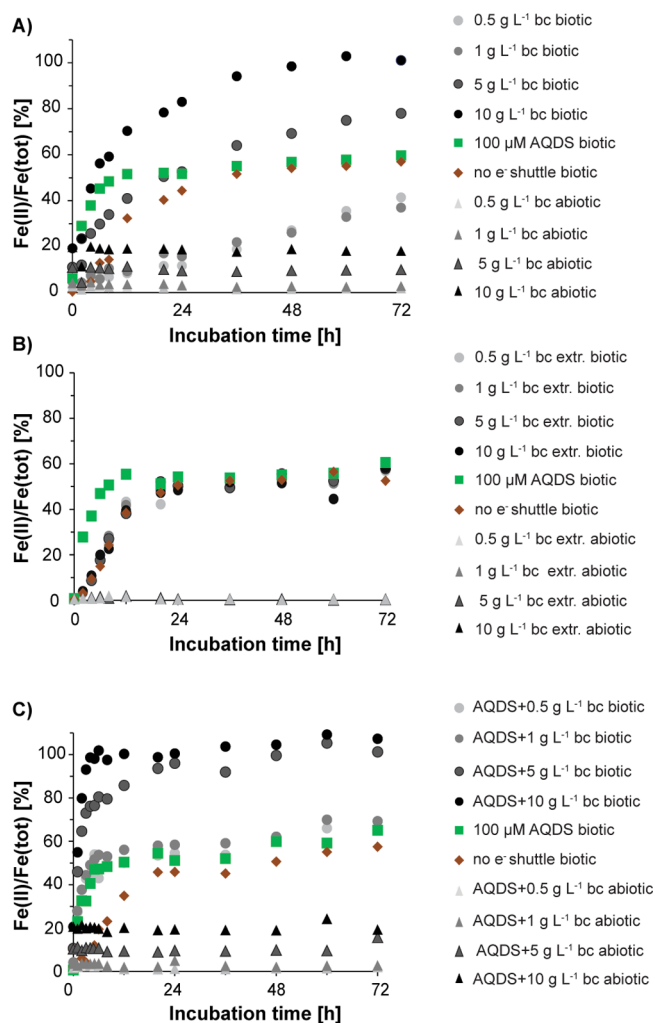 A)
Fe(II)/Fe(tot) [%]
100
80
60
40
20
0
0 24 48 72
Incubation time [h]
0.5 g L⁻¹ bc biotic
1 g L⁻¹ bc biotic
5 g L⁻¹ bc biotic
10 g L⁻¹ bc biotic
100 µM AQDS biotic
no e⁻ shuttle biotic
0.5 g L⁻¹ bc abiotic
1 g L⁻¹ bc abiotic
5 g L⁻¹ bc abiotic
10 g L⁻¹ bc abiotic
B)
Fe(II)/Fe(tot) [%]
100
80
60
40
20
0
0 24 48 72
Incubation time [h]
0.5 g L⁻¹ bc extr. biotic
1 g L⁻¹ bc extr. biotic
5 g L⁻¹ bc extr. biotic
10 g L⁻¹ bc extr. biotic
100 µM AQDS biotic
no e⁻ shuttle biotic
0.5 g L⁻¹ bc extr. abiotic
1 g L⁻¹ bc extr. abiotic
5 g L⁻¹ bc extr. abiotic
10 g L⁻¹ bc extr. abiotic
C)
Fe(II)/Fe(tot) [%]
100
80
60
40
20
0
0 24 48 72
Incubation time [h]
AQDS+0.5 g L⁻¹ bc biotic
AQDS+1 g L⁻¹ bc biotic
AQDS+5 g L⁻¹ bc biotic
AQDS+10 g L⁻¹ bc biotic
100 µM AQDS biotic
no e⁻ shuttle biotic
AQDS+0.5 g L⁻¹ bc abiotic
AQDS+1 g L⁻¹ bc abiotic
AQDS+5 g L⁻¹ bc abiotic
AQDS+10 g L⁻¹ bc abiotic